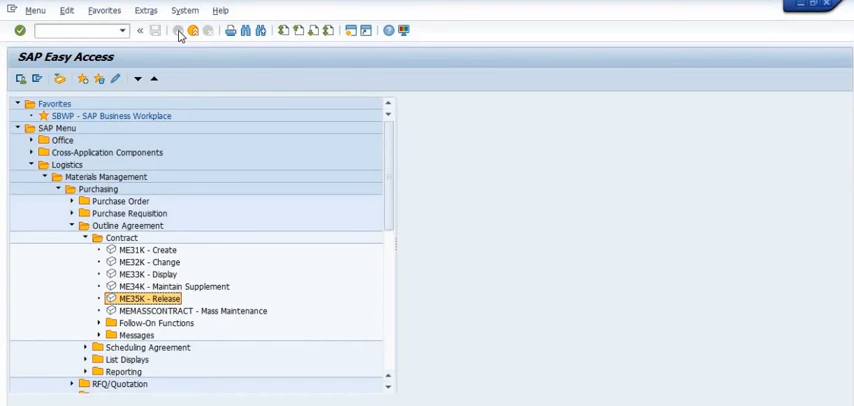 Menu Edit Favorites Extras System Help
SAP Easy Access
Favorites
SBWP - SAP Business Workplace
SAP Menu
Office
Cross-Application Components
Logistics
Materials Management
Purchasing
Purchase Order
Purchase Requisition
Outline Agreement
Contract
ME31K - Create
ME32K - Change
ME33K - Display
ME34K - Maintain Supplement
ME35K - Release
MEMASSCONTRACT - Mass Maintenance
Follow-On Functions
Messages
Scheduling Agreement
List Displays
Reporting
RFQ/Quotation